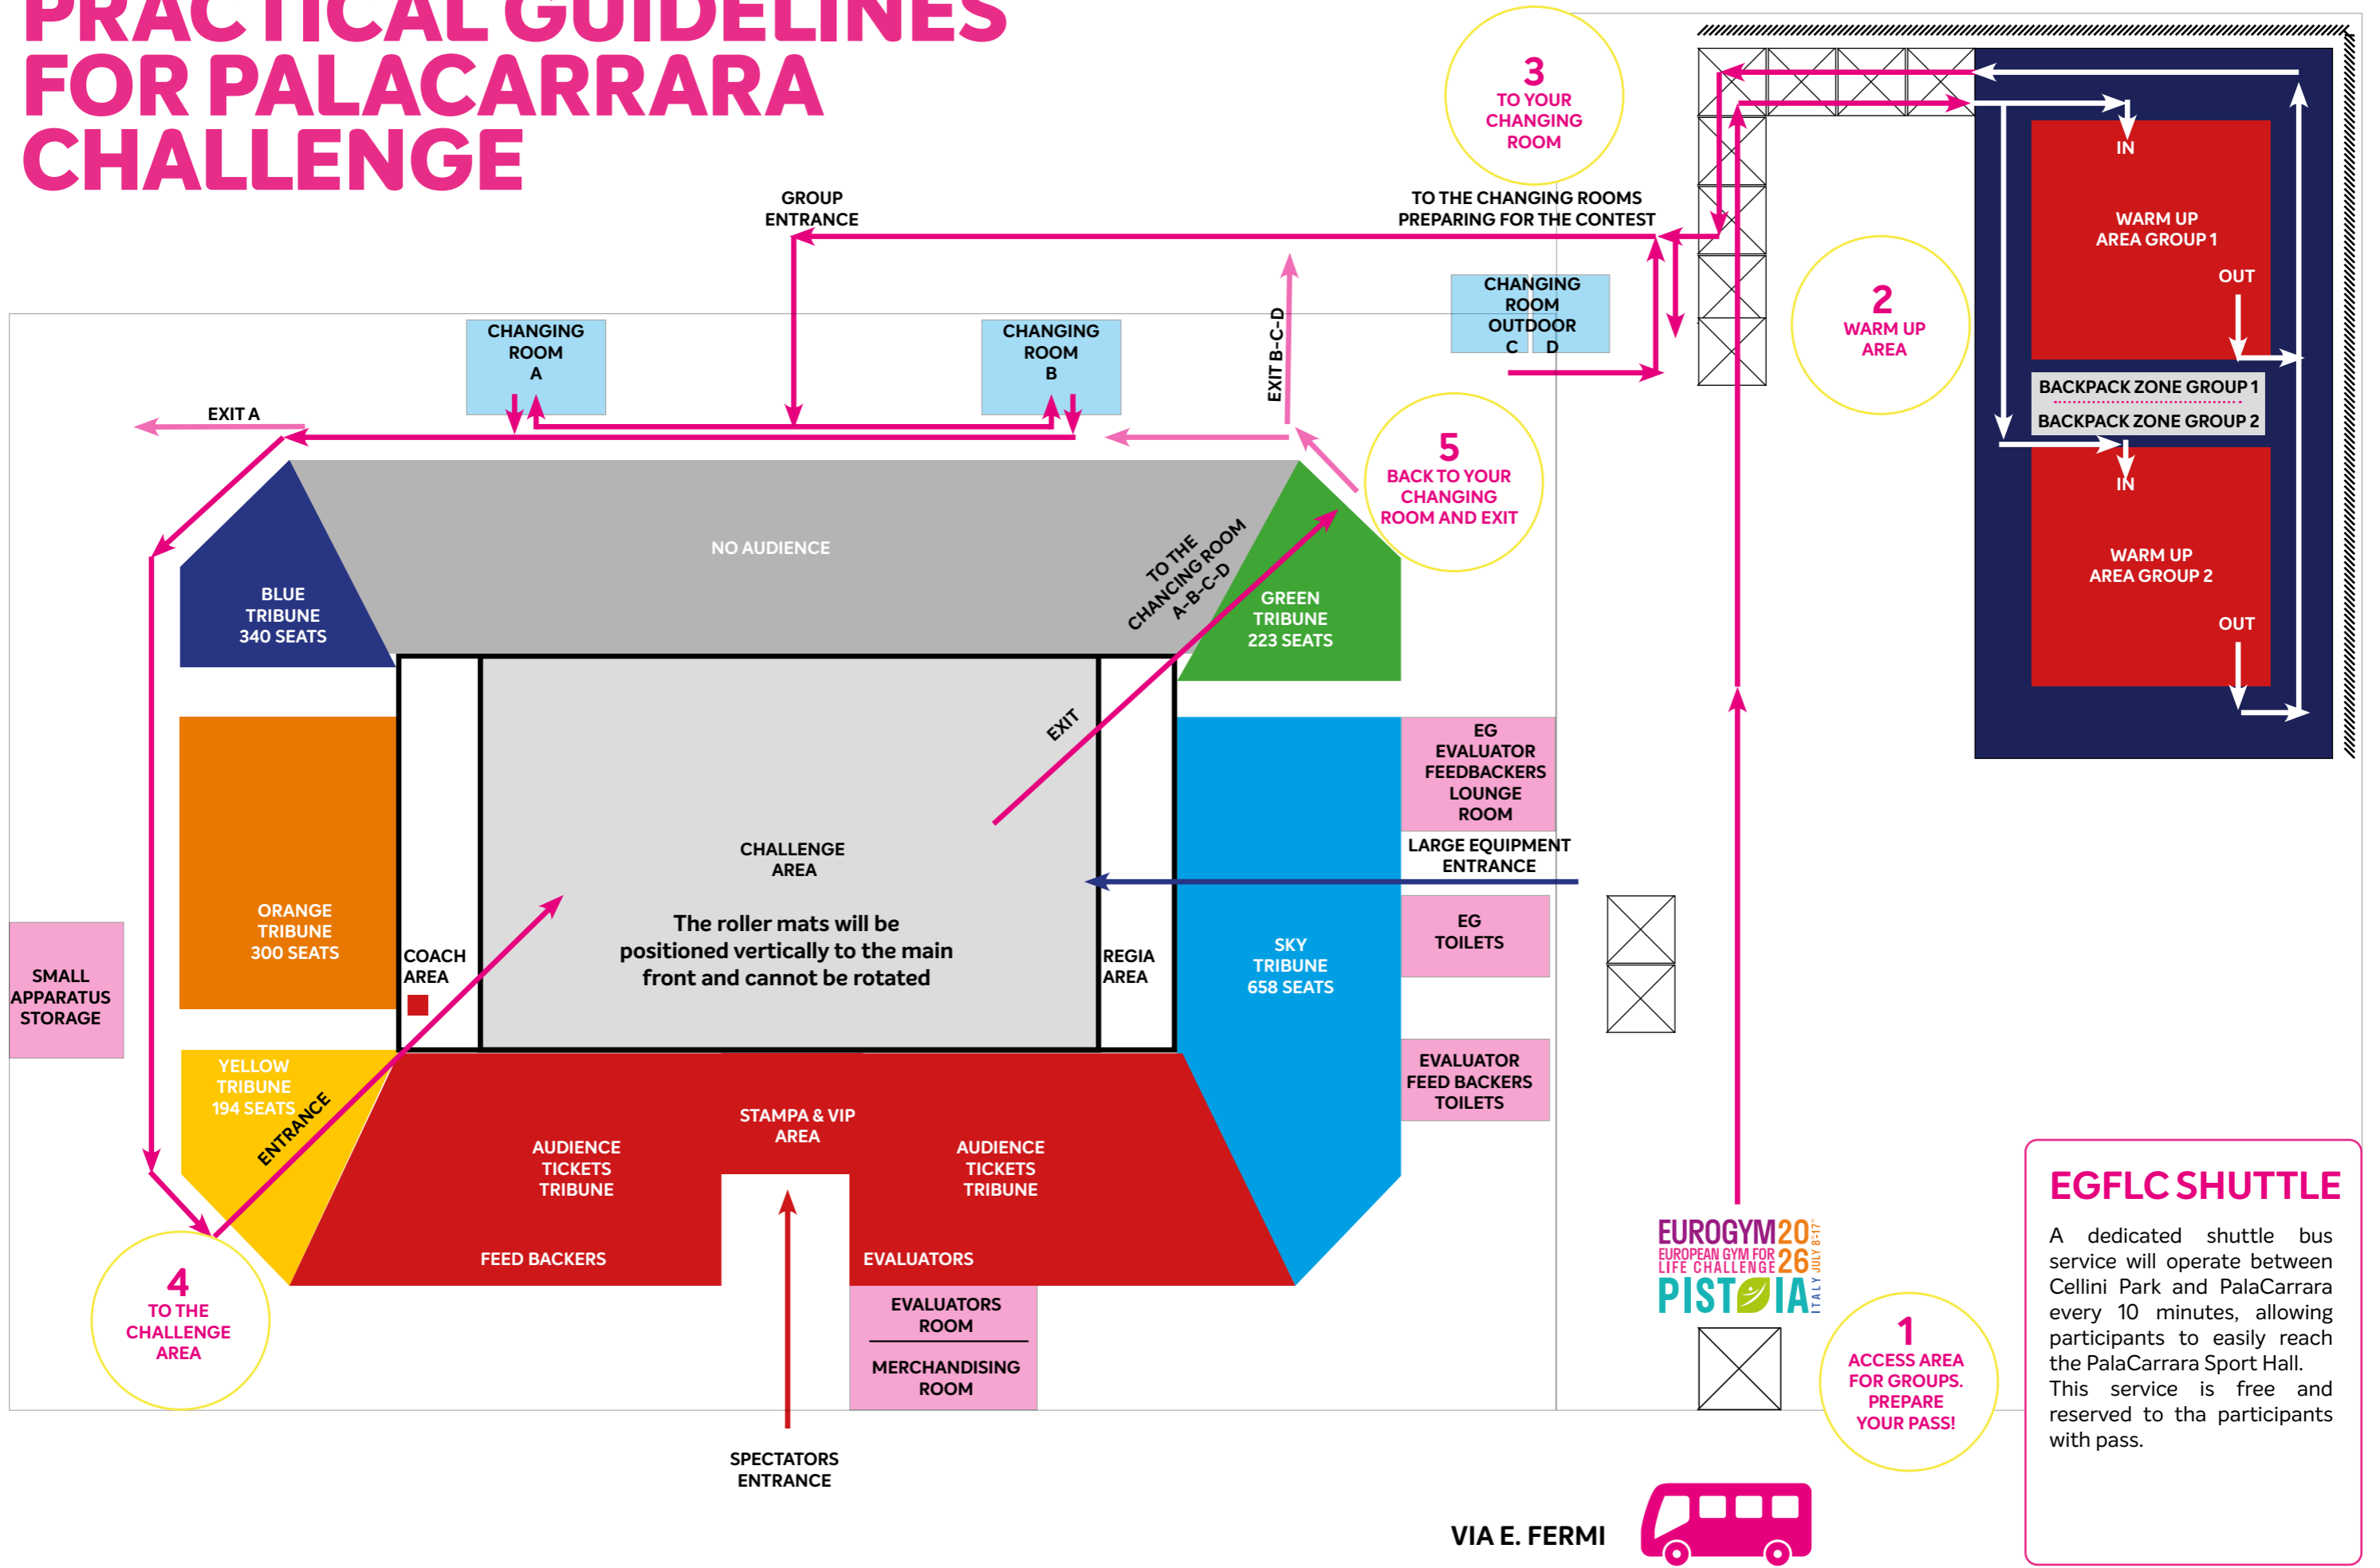 PRACTICAL GUIDELINES
FOR PALACARRARA
CHALLENGE
3
TO YOUR
CHANGING
ROOM
GROUP
ENTRANCE
TO THE CHANGING ROOMS
PREPARING FOR THE CONTEST
IN
WARM UP
AREA GROUP 1
OUT
2
WARM UP
AREA
BACKPACK ZONE GROUP 1
BACKPACK ZONE GROUP 2
IN
WARM UP
AREA GROUP 2
OUT
CHANGING
ROOM
A
CHANGING
ROOM
B
EXIT B-C-D
CHANGING
ROOM
OUTDOOR
C D
EXIT A
5
BACK TO YOUR
CHANGING
ROOM AND EXIT
NO AUDIENCE
TO THE
CHANCING ROOM
A-B-C-D
BLUE
TRIBUNE
340 SEATS
GREEN
TRIBUNE
223 SEATS
EXIT
EG
EVALUATOR
FEEDBACKERS
LOUNGE
ROOM
CHALLENGE
AREA
LARGE EQUIPMENT
ENTRANCE
The roller mats will be
positioned vertically to the main
front and cannot be rotated
ORANGE
TRIBUNE
300 SEATS
COACH
AREA
REGIA
AREA
SKY
TRIBUNE
658 SEATS
EG
TOILETS
SMALL
APPARATUS
STORAGE
YELLOW
TRIBUNE
194 SEATS
ENTRANCE
EVALUATOR
FEED BACKERS
TOILETS
STAMPA & VIP
AREA
AUDIENCE
TICKETS
TRIBUNE
AUDIENCE
TICKETS
TRIBUNE
FEED BACKERS
EVALUATORS
4
TO THE
CHALLENGE
AREA
EVALUATORS
ROOM
MERCHANDISING
ROOM
SPECTATORS
ENTRANCE
EUROGYM 2026
EUROPEAN GYM FOR
LIFE CHALLENGE
PISTOIA
ITALY JULY 8-17TH
1
ACCESS AREA
FOR GROUPS.
PREPARE
YOUR PASS!
EGFLC SHUTTLE
A dedicated shuttle bus
service will operate between
Cellini Park and PalaCarrara
every 10 minutes, allowing
participants to easily reach
the PalaCarrara Sport Hall.
This service is free and
reserved to tha participants
with pass.
VIA E. FERMI